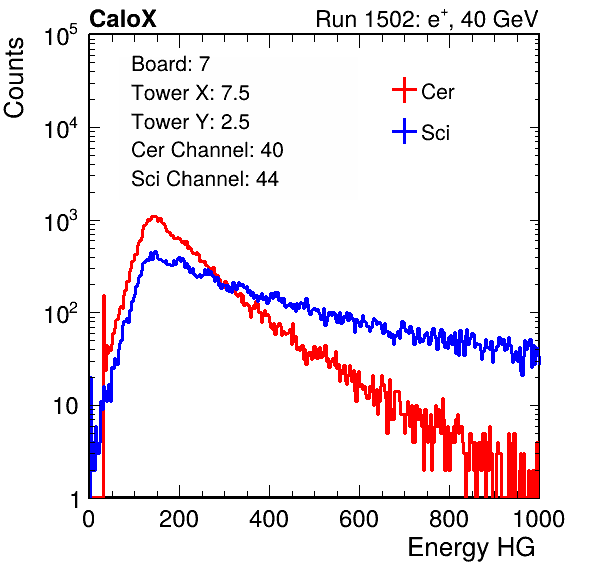 CaloX Run 1502: e⁺, 40 GeV
Board: 7
Tower X: 7.5
Tower Y: 2.5
Cer Channel: 40
Sci Channel: 44
Cer
Sci
Counts
10⁵
10⁴
10³
10²
10
1
0 200 400 600 800 1000
Energy HG